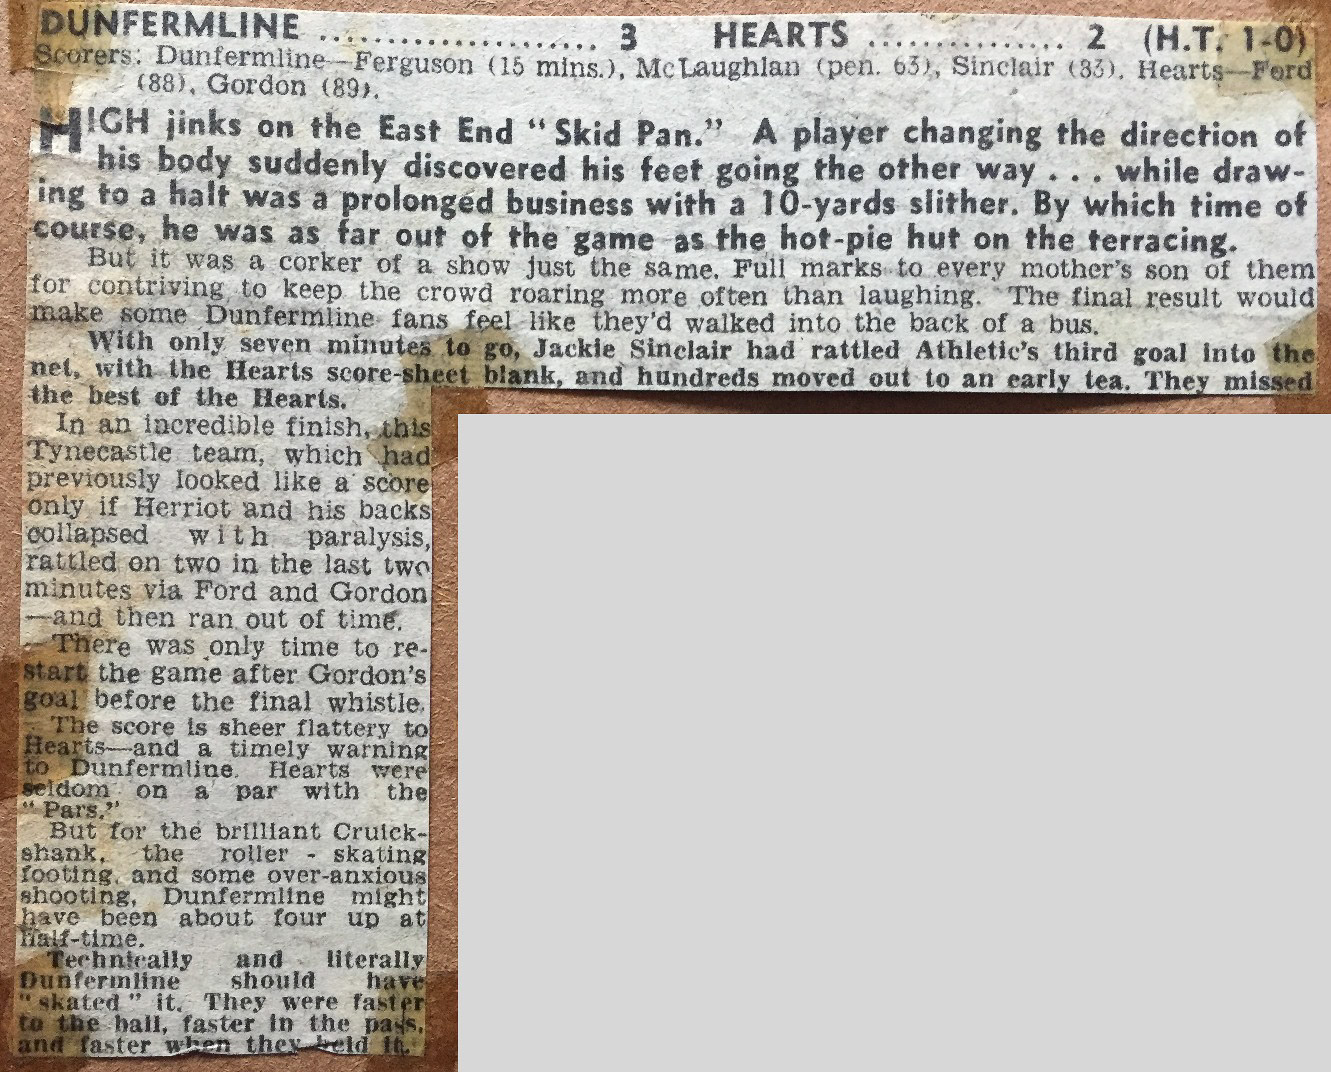 DUNFERMLINE ..................... 3 HEARTS ............... 2 (H.T. 1-0)
Scorers: Dunfermline—Ferguson (15 mins.), McLaughlan (pen. 63), Sinclair (83). Hearts—Ford
(88), Gordon (89).
HIGH jinks on the East End “Skid Pan.” A player changing the direction of
his body suddenly discovered his feet going the other way . . . while draw-
ing to a halt was a prolonged business with a 10-yards slither. By which time of
course, he was as far out of the game as the hot-pie hut on the terracing.
But it was a corker of a show just the same. Full marks to every mother's son of them
for contriving to keep the crowd roaring more often than laughing. The final result would
make some Dunfermline fans feel like they'd walked into the back of a bus.
With only seven minutes to go, Jackie Sinclair had rattled Athletic's third goal into the
net, with the Hearts score-sheet blank, and hundreds moved out to an early tea. They missed
the best of the Hearts.
In an incredible finish, this
Tynecastle team, which had
previously looked like a score
only if Herriot and his backs
collapsed with paralysis,
rattled on two in the last two
minutes via Ford and Gordon
—and then ran out of time.
There was only time to re-
start the game after Gordon's
goal before the final whistle.
The score is sheer flattery to
Hearts—and a timely warning
to Dunfermline. Hearts were
seldom on a par with the
“Pars.”
But for the brilliant Cruick-
shank, the roller - skating
footing, and some over-anxious
shooting, Dunfermline might
have been about four up at
half-time.
Technically and literally
Dunfermline should have
“skated” it. They were faster
to the ball, faster in the pass,
and faster when they held it.